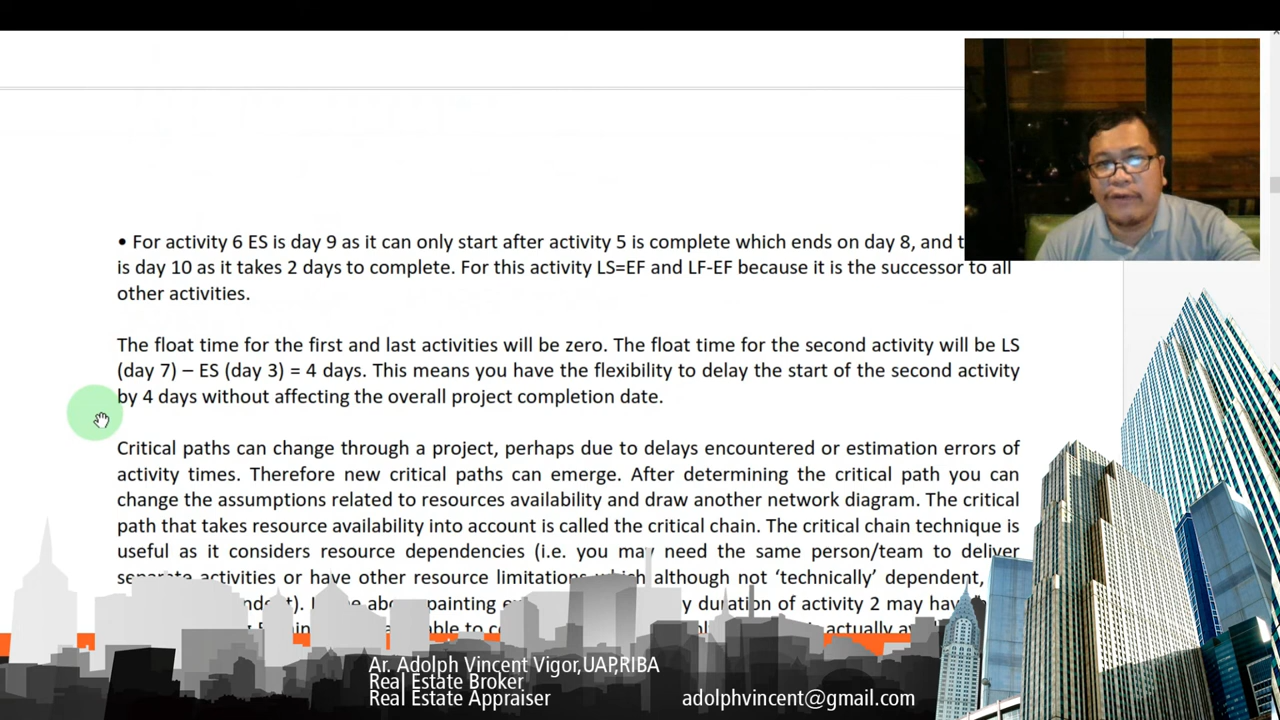 • For activity 6 ES is day 9 as it can only start after activity 5 is complete which ends on day 8, and
is day 10 as it takes 2 days to complete. For this activity LS=EF and LF-EF because it is the successor to all
other activities.
The float time for the first and last activities will be zero. The float time for the second activity will be LS
(day 7) – ES (day 3) = 4 days. This means you have the flexibility to delay the start of the second activity
by 4 days without affecting the overall project completion date.
Critical paths can change through a project, perhaps due to delays encountered or estimation errors of
activity times. Therefore new critical paths can emerge. After determining the critical path you can
change the assumptions related to resources availability and draw another network diagram. The critical
path that takes resource availability into account is called the critical chain. The critical chain technique is
useful as it considers resource dependencies (i.e. you may need the same person/team to deliver
separate activities or have other resource limitations which although not ‘technically’ dependent,
painting duration of activity 2 may
Ar. Adolph Vincent Vigor,UAP,RIBA
Real Estate Broker
Real Estate Appraiser adolphvincent@gmail.com